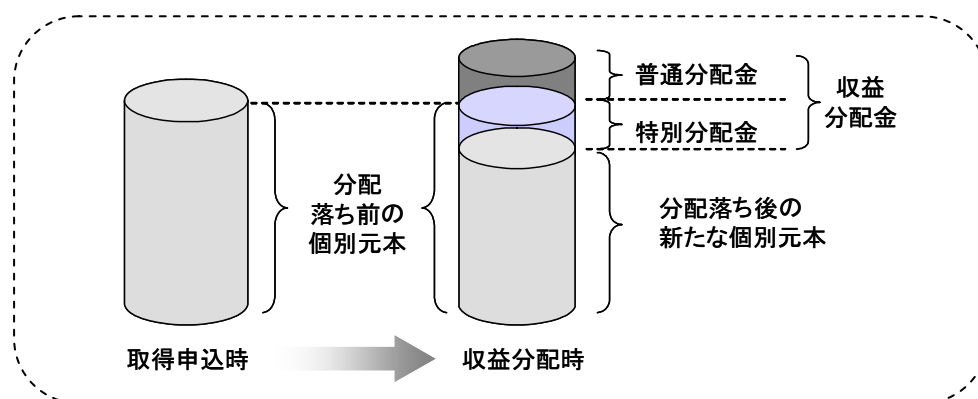 普通分配金
収益
分配金
特別分配金
分配
落ち前の
個別元本
分配落ち後の
新たな個別元本
取得申込時
収益分配時